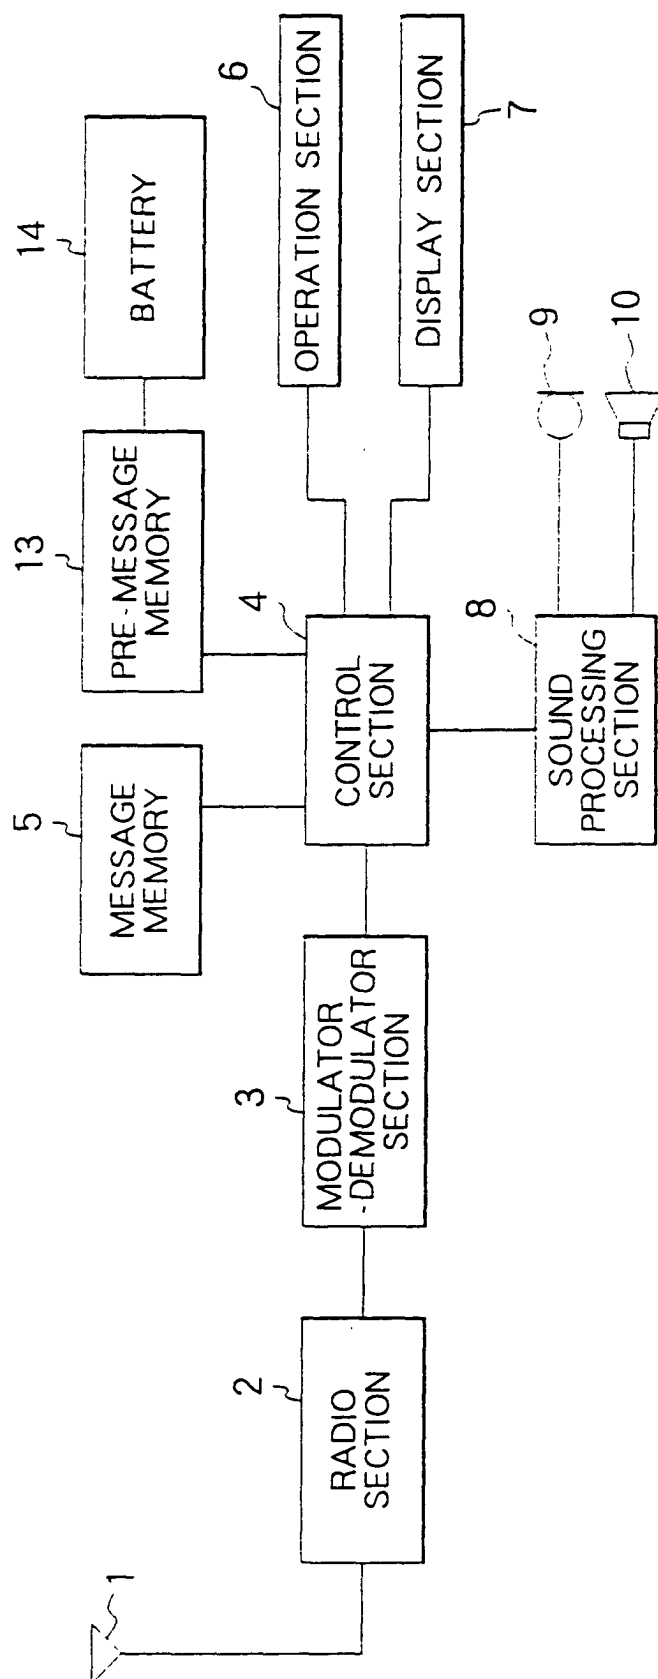 1
2
RADIO
SECTION
3
MODULATOR
-DEMODULATOR
SECTION
5
MESSAGE
MEMORY
13
PRE-MESSAGE
MEMORY
14
BATTERY
4
CONTROL
SECTION
6
OPERATION SECTION
DISPLAY SECTION
7
8
SOUND
PROCESSING
SECTION
9
10